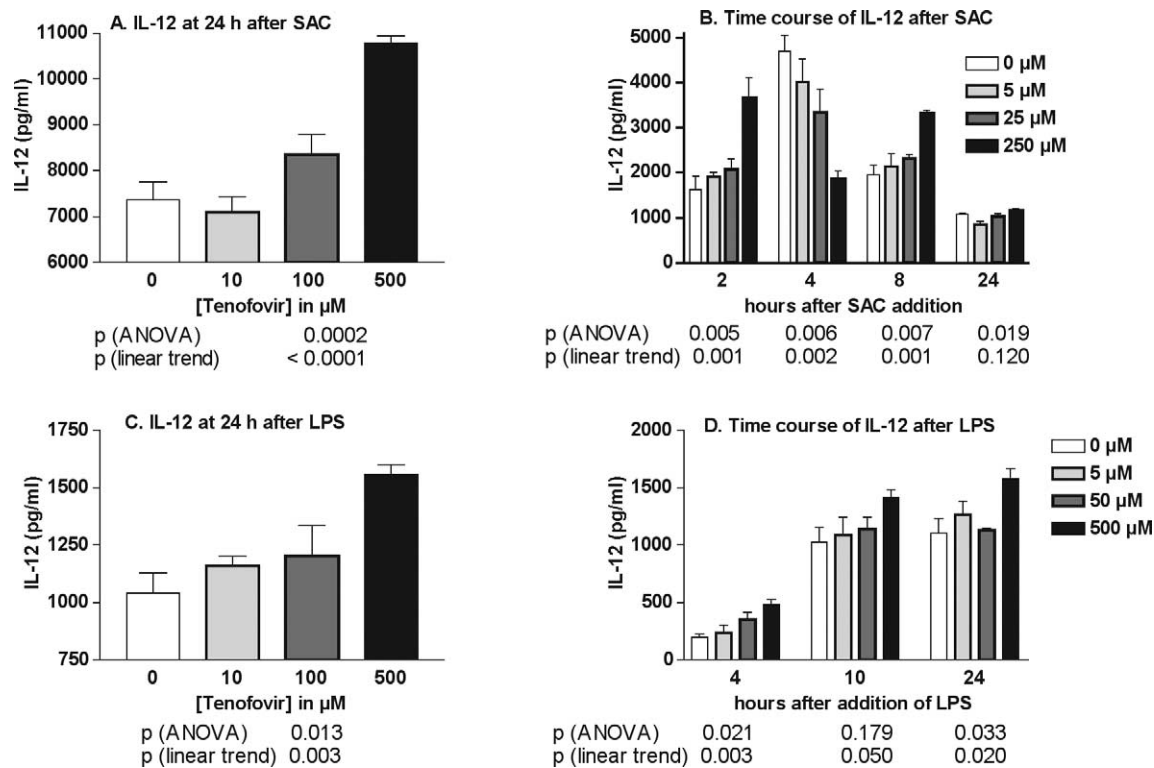 A. IL-12 at 24 h after SAC
IL-12 (pg/ml)
11000
10000
9000
8000
7000
6000
0 10 100 500
[Tenofovir] in µM
p (ANOVA) 0.0002
p (linear trend) < 0.0001
B. Time course of IL-12 after SAC
IL-12 (pg/ml)
5000
4000
3000
2000
1000
0
0 µM
5 µM
25 µM
250 µM
2 4 8 24
hours after SAC addition
p (ANOVA) 0.005 0.006 0.007 0.019
p (linear trend) 0.001 0.002 0.001 0.120
C. IL-12 at 24 h after LPS
IL-12 (pg/ml)
1750
1500
1250
1000
750
0 10 100 500
[Tenofovir] in µM
p (ANOVA) 0.013
p (linear trend) 0.003
D. Time course of IL-12 after LPS
IL-12 (pg/ml)
2000
1500
1000
500
0
0 µM
5 µM
50 µM
500 µM
4 10 24
hours after addition of LPS
p (ANOVA) 0.021 0.179 0.033
p (linear trend) 0.003 0.050 0.020